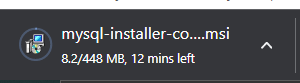 mysql-installer-co....msi
8.2/448 MB, 12 mins left